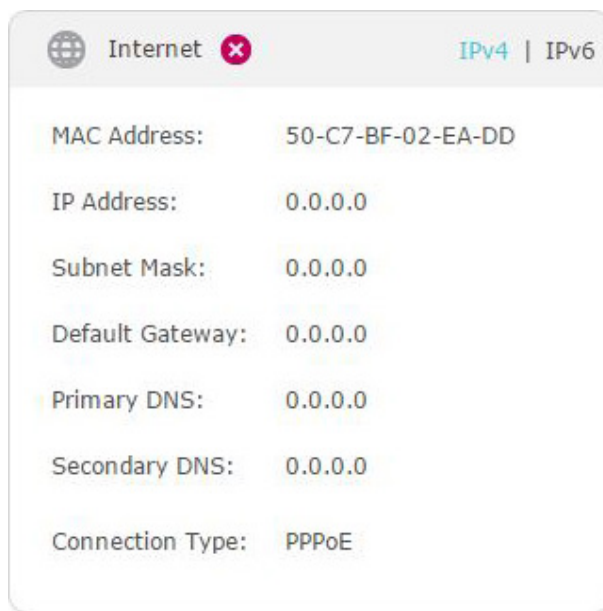 Internet IPv4 | IPv6
MAC Address: 50-C7-BF-02-EA-DD
IP Address: 0.0.0.0
Subnet Mask: 0.0.0.0
Default Gateway: 0.0.0.0
Primary DNS: 0.0.0.0
Secondary DNS: 0.0.0.0
Connection Type: PPPoE